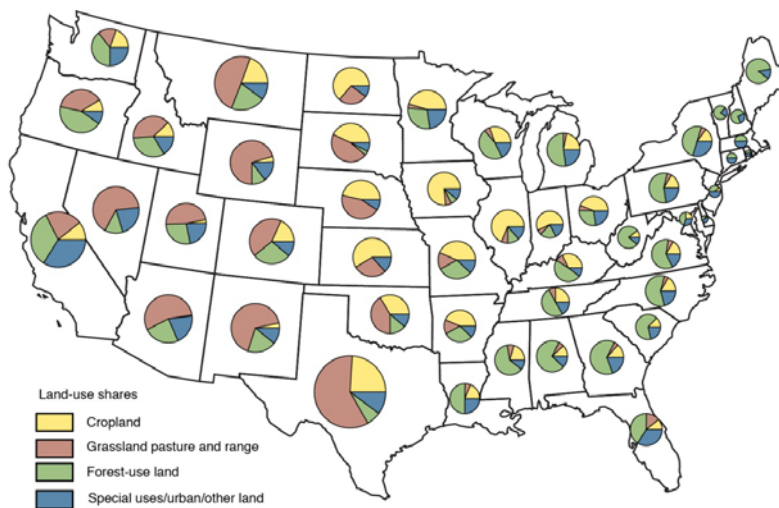 Land-use shares
Cropland
Grassland pasture and range
Forest-use land
Special uses/urban/other land